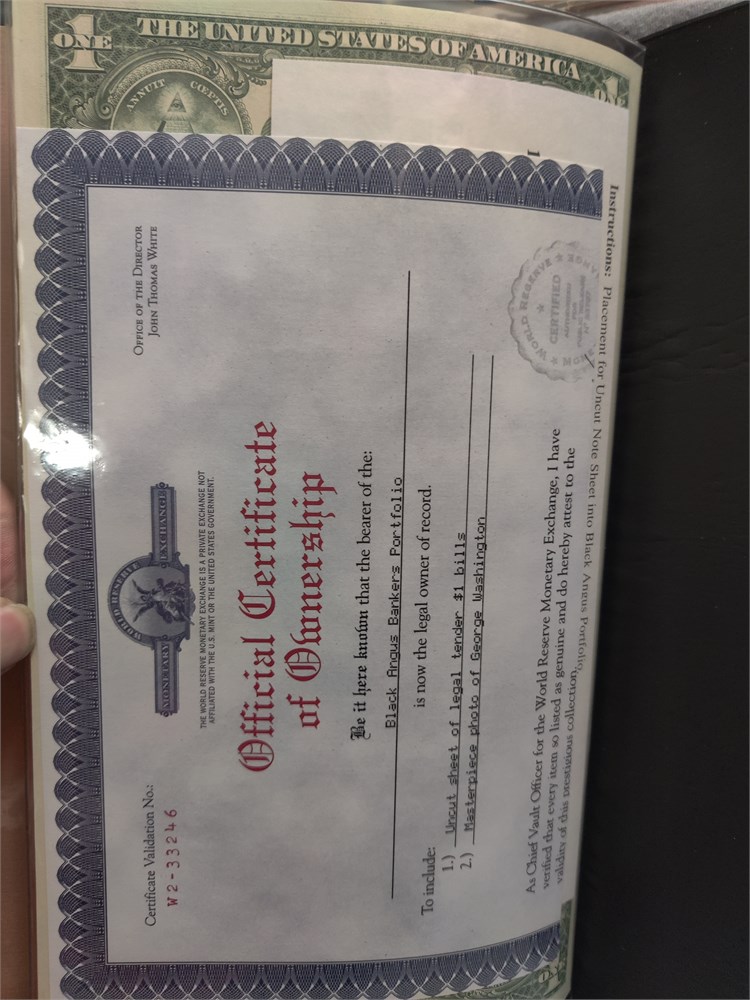 ONE
THE UNITED STATES OF AMERICA
ANNUIT CŒPTIS
Certificate Validation No.:
W2-33246
WORLD RESERVE
MONETARY EXCHANGE
OFFICE OF THE DIRECTOR
JOHN THOMAS WHITE
THE WORLD RESERVE MONETARY EXCHANGE IS A PRIVATE EXCHANGE NOT
AFFILIATED WITH THE U.S. MINT OR THE UNITED STATES GOVERNMENT.
Official Certificate
of Ownership
Be it here known that the bearer of the:
Black Angus Bankers Portfolio
is now the legal owner of record.
To include:
1.) Uncut sheet of legal tender $1 bills
2.) Masterpiece photo of George Washington
As Chief Vault Officer for the World Reserve Monetary Exchange, I have
verified that every item so listed as genuine and do hereby attest to the
validity of this prestigious collection.
WORLD RESERVE
CERTIFIED
Instructions: Placement for Uncut Note Sheet into Black Angus Portfolio.
1